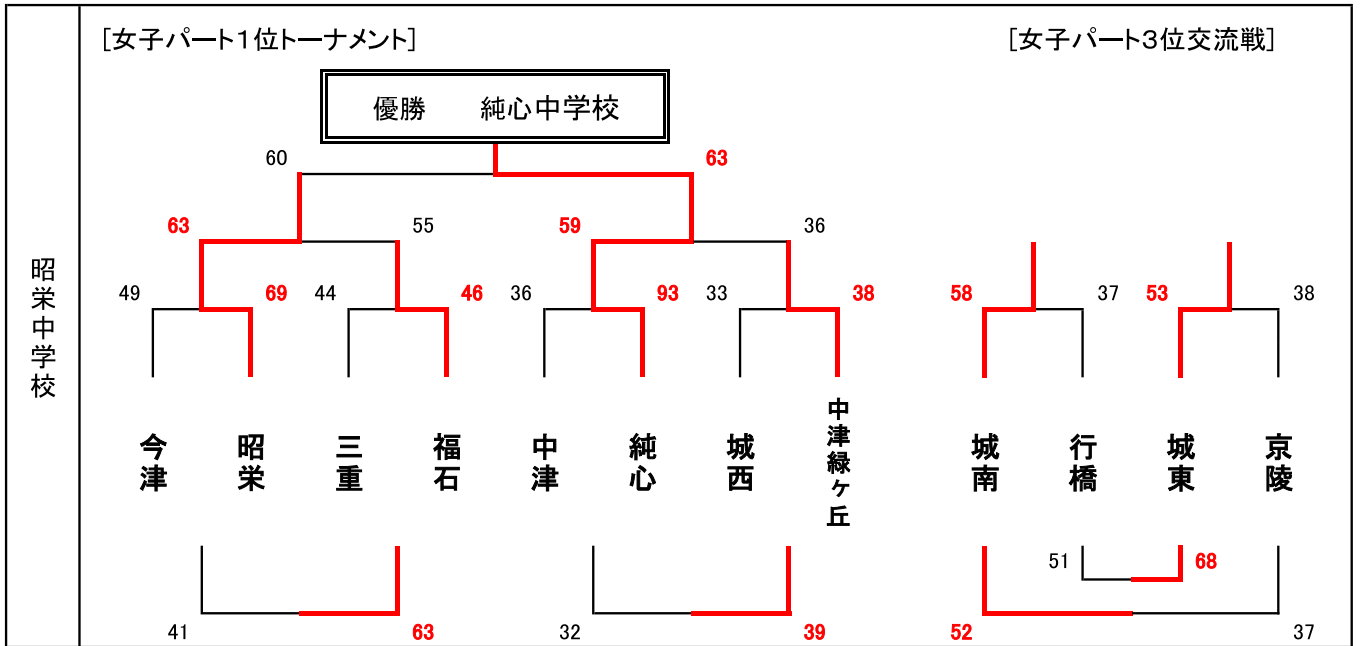 [女子パート1位トーナメント]
[女子パート3位交流戦]
優勝 純心中学校
60
63
63
55
59
36
49
69
44
46
36
93
33
38
58
37
53
38
昭栄中学校
今津
昭栄
三重
福石
中津
純心
城西
中津緑ヶ丘
城南
行橋
城東
京陵
51
68
41
63
32
39
52
37